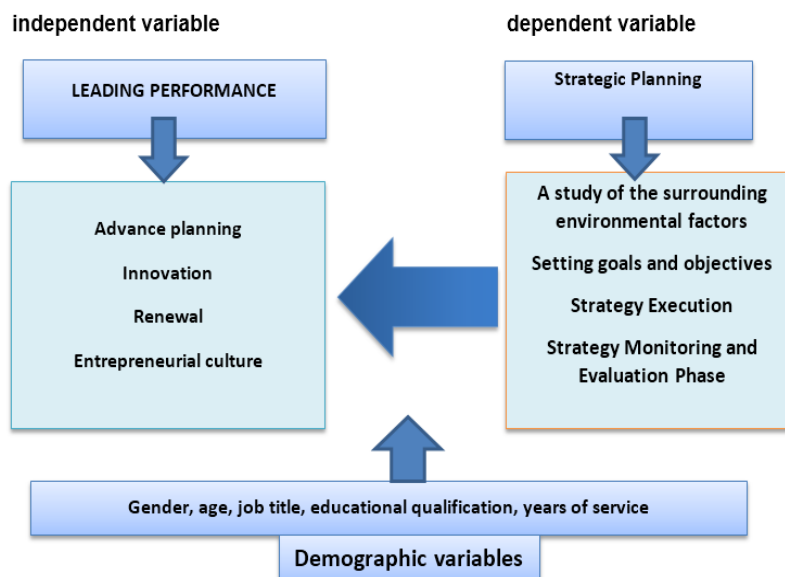 independent variable
dependent variable
LEADING PERFORMANCE
Strategic Planning
Advance planning
Innovation
Renewal
Entrepreneurial culture
A study of the surrounding
environmental factors
Setting goals and objectives
Strategy Execution
Strategy Monitoring and
Evaluation Phase
Gender, age, job title, educational qualification, years of service
Demographic variables